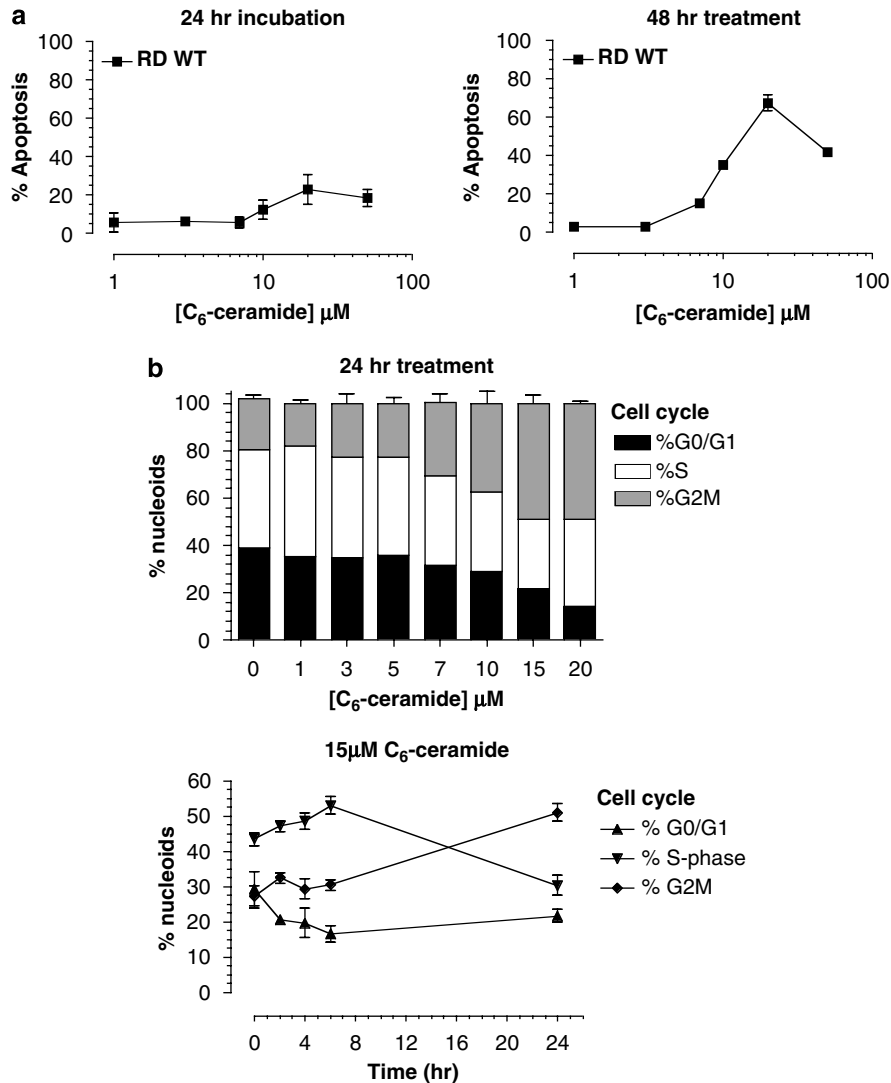 a
24 hr incubation
48 hr treatment
100
80
60
40
20
0
% Apoptosis
RD WT
1
10
100
[C6-ceramide] μM
100
80
60
40
20
0
% Apoptosis
RD WT
1
10
100
[C6-ceramide] μM
b
24 hr treatment
100
80
60
40
20
0
% nucleoids
Cell cycle
%G0/G1
%S
%G2M
0 1 3 5 7 10 15 20
[C6-ceramide] μM
15μM C6-ceramide
60
50
40
30
20
10
0
% nucleoids
Cell cycle
% G0/G1
% S-phase
% G2M
0 4 8 12 16 20 24
Time (hr)